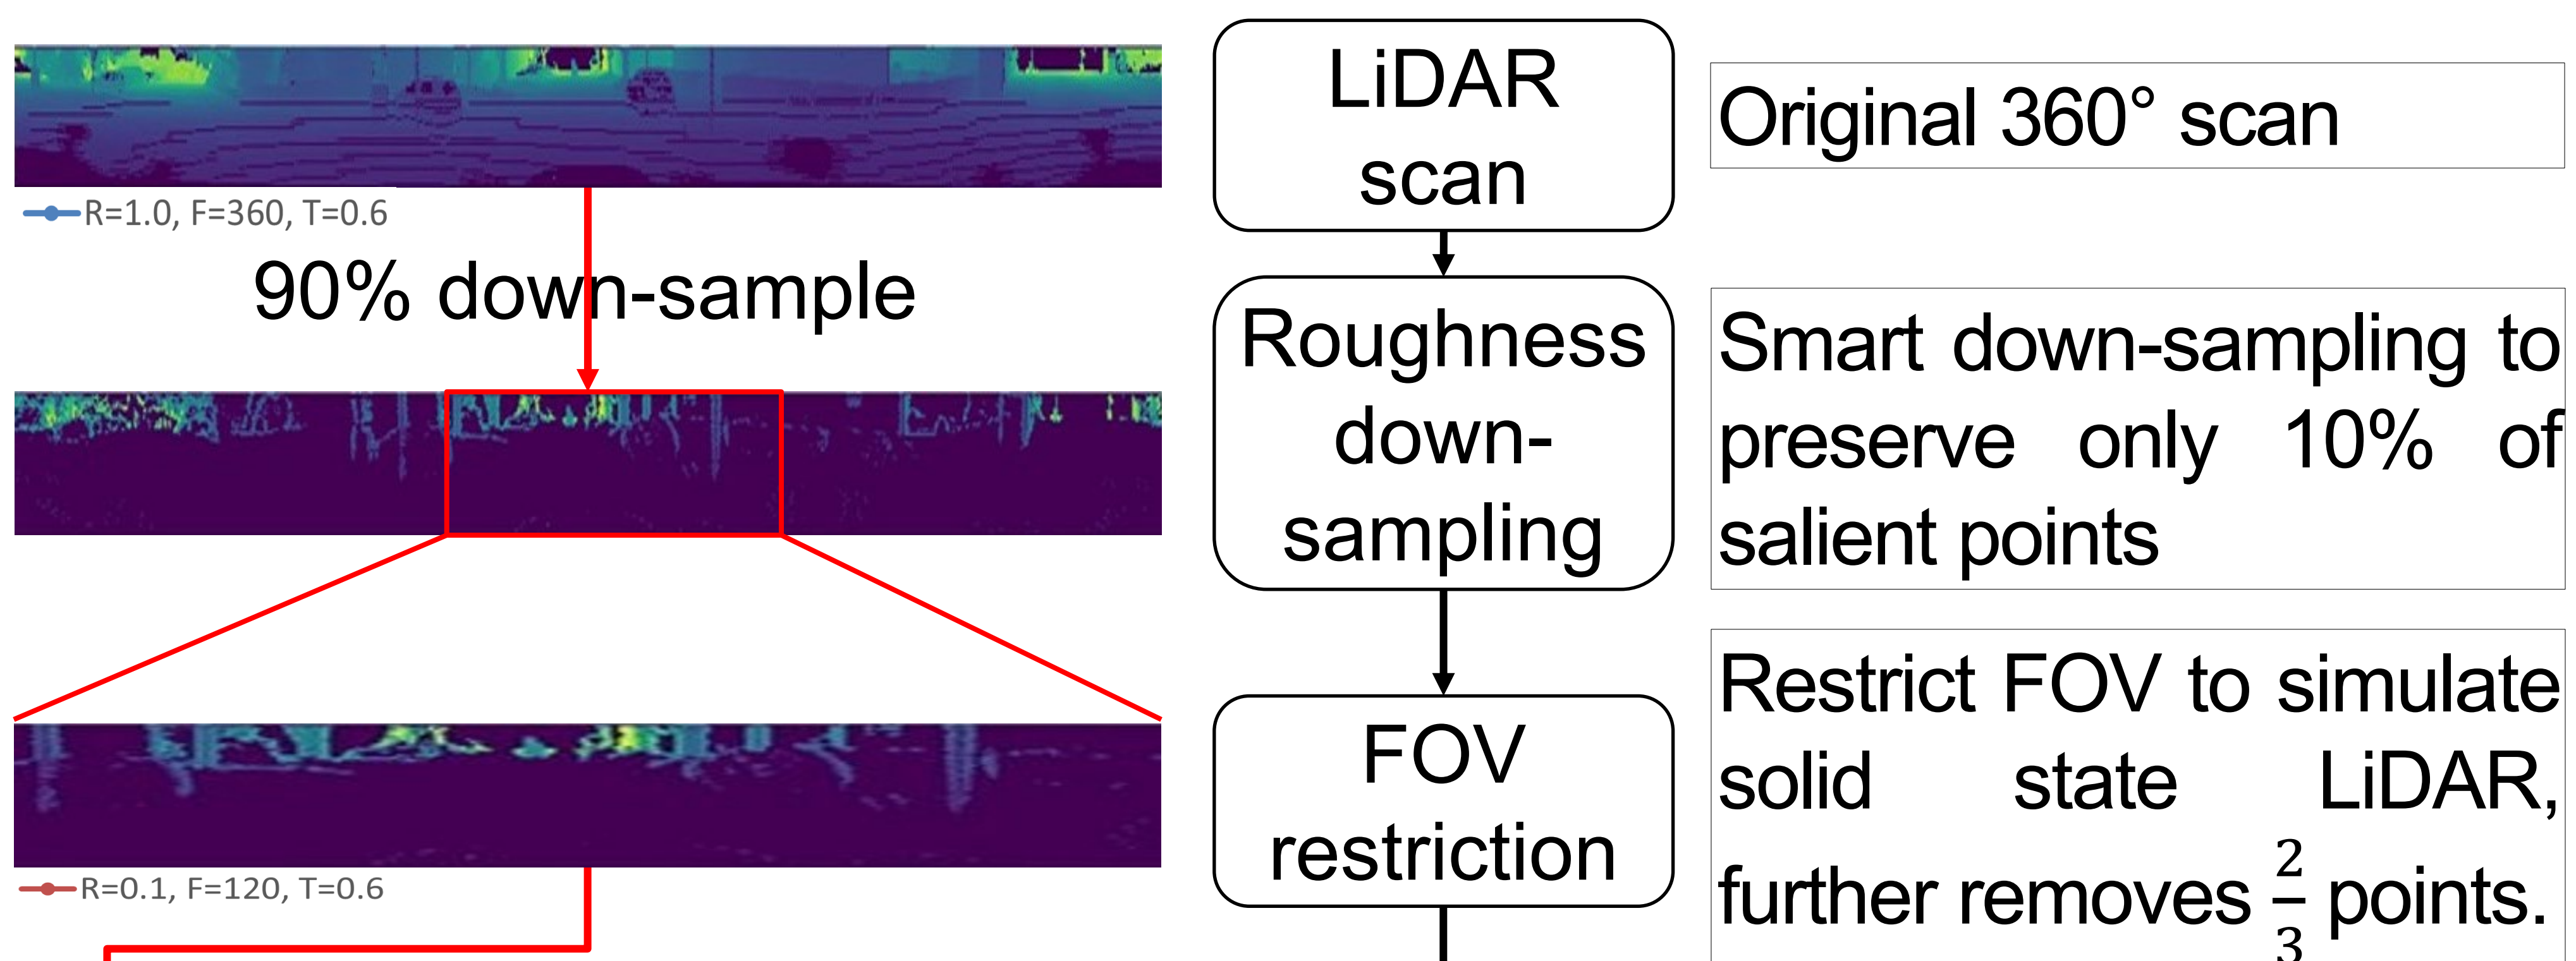 R=1.0, F=360, T=0.6
90% down-sample
R=0.1, F=120, T=0.6
LiDAR
scan
Roughness
down-
sampling
FOV
restriction
Original 360° scan
Smart down-sampling to
preserve only 10% of
salient points
Restrict FOV to simulate
solid state LiDAR,
further removes 2/3 points.